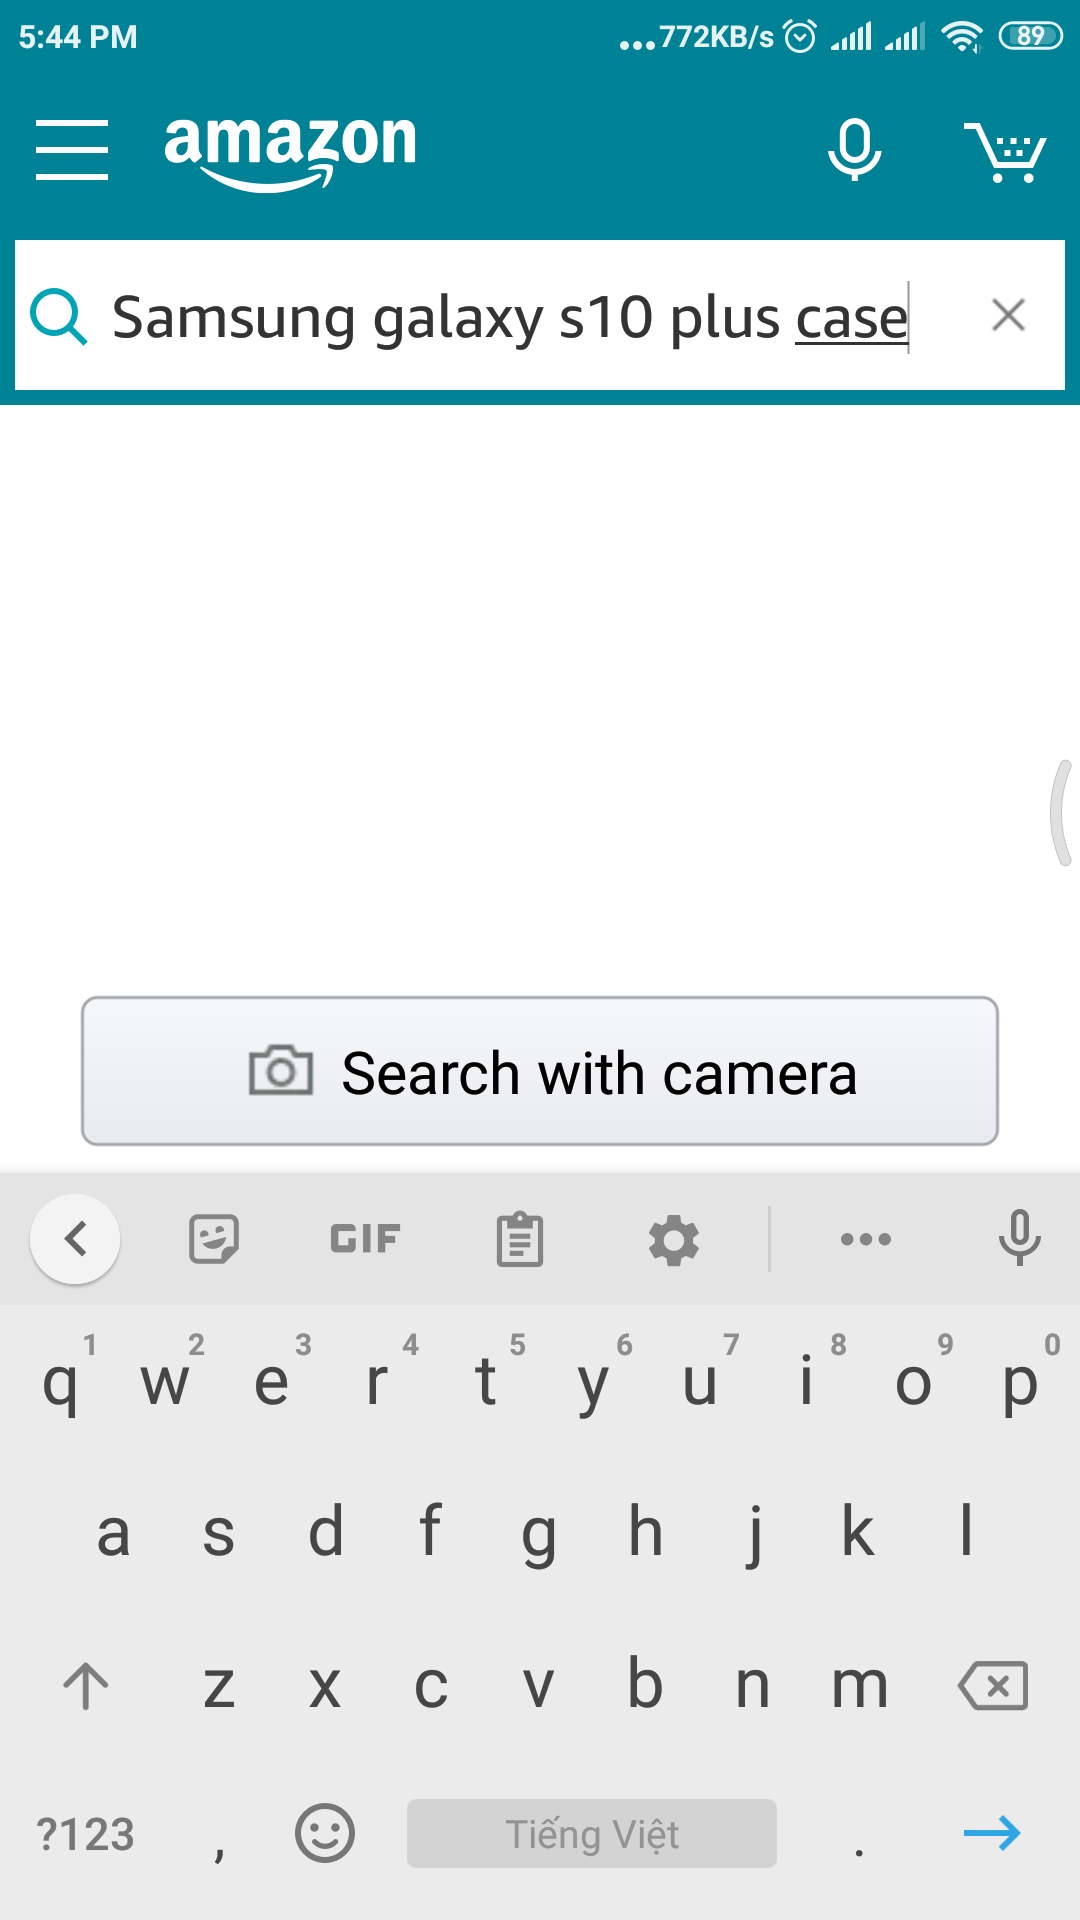 5:44 PM ...772KB/s 89
amazon
Samsung galaxy s10 plus case
Search with camera
GIF
1 2 3 4 5 6 7 8 9 0
q w e r t y u i o p
a s d f g h j k l
z x c v b n m
?123 , Tiếng Việt .